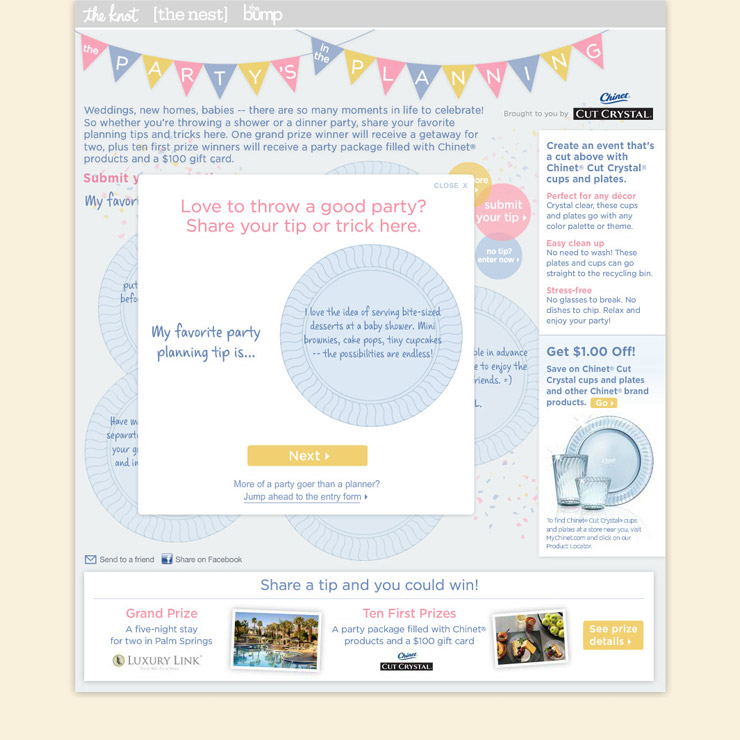 the knot [the nest] the bump
the PARTY'S in the PLANNING
Weddings, new homes, babies -- there are so many moments in life to celebrate!
So whether you're throwing a shower or a dinner party, share your favorite
planning tips and tricks here. One grand prize winner will receive a getaway for
two, plus ten first prize winners will receive a party package filled with Chinet®
products and a $100 gift card.
Chinet
Brought to you by CUT CRYSTAL
Submit
My
CLOSE X
submit
your tip
no tip?
enter now
Love to throw a good party?
Share your tip or trick here.
My favorite party
planning tip is...
I love the idea of serving bite-sized
desserts at a baby shower. Mini
brownies, cake pops, tiny cupcakes
-- the possibilities are endless!
in advance
to enjoy the
Have
your
and
Next
More of a party goer than a planner?
Jump ahead to the entry form
Create an event that's
a cut above with
Chinet® Cut Crystal®
cups and plates.
Perfect for any décor
Crystal clear, these cups
and plates go with any
color palette or theme.
Easy clean up
No need to wash! These
plates and cups can go
straight to the recycling bin.
Stress-free
No glasses to break. No
dishes to chip. Relax and
enjoy your party!
Get $1.00 Off!
Save on Chinet® Cut
Crystal cups and plates
and other Chinet® brand
products. Go
To find Chinet® Cut Crystal® cups
and plates at a store near you, visit
MyChinet.com and click on our
Product Locator.
Send to a friend Share on Facebook
Share a tip and you could win!
Grand Prize
A five-night stay
for two in Palm Springs
LUXURY LINK
Ten First Prizes
A party package filled with Chinet®
products and a $100 gift card
Chinet
CUT CRYSTAL
See prize
details